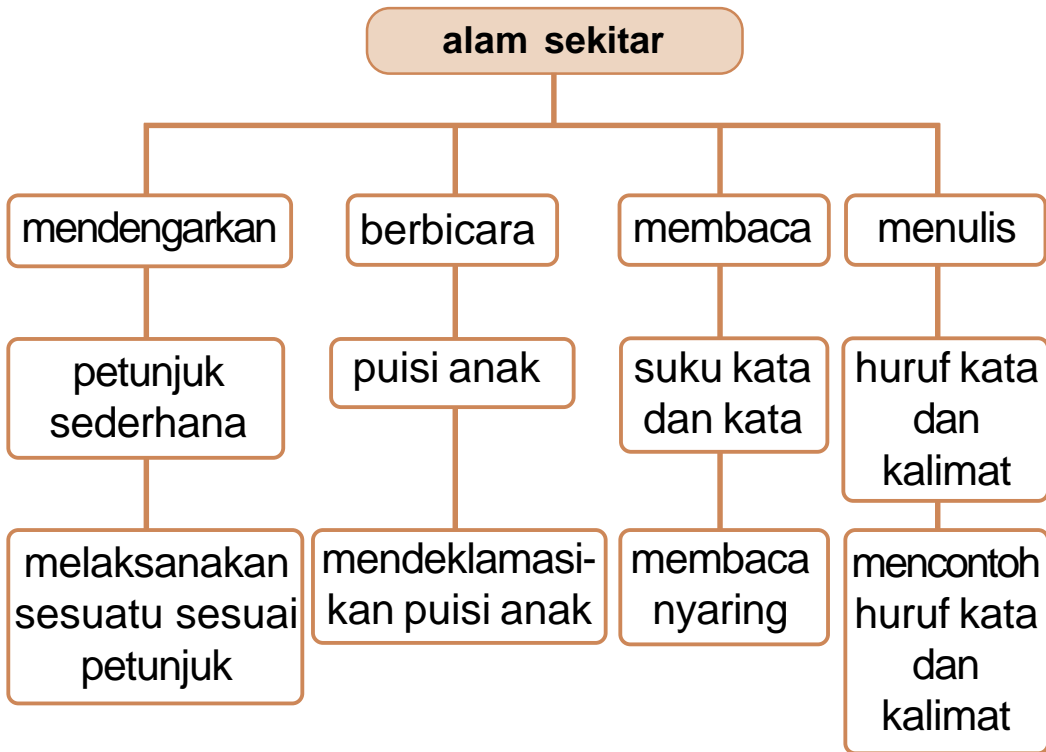 alam sekitar
mendengarkan
berbicara
membaca
menulis
petunjuk
sederhana
puisi anak
suku kata
dan kata
huruf kata
dan
kalimat
melaksanakan
sesuatu sesuai
petunjuk
mendeklamasi-
kan puisi anak
membaca
nyaring
mencontoh
huruf kata
dan
kalimat